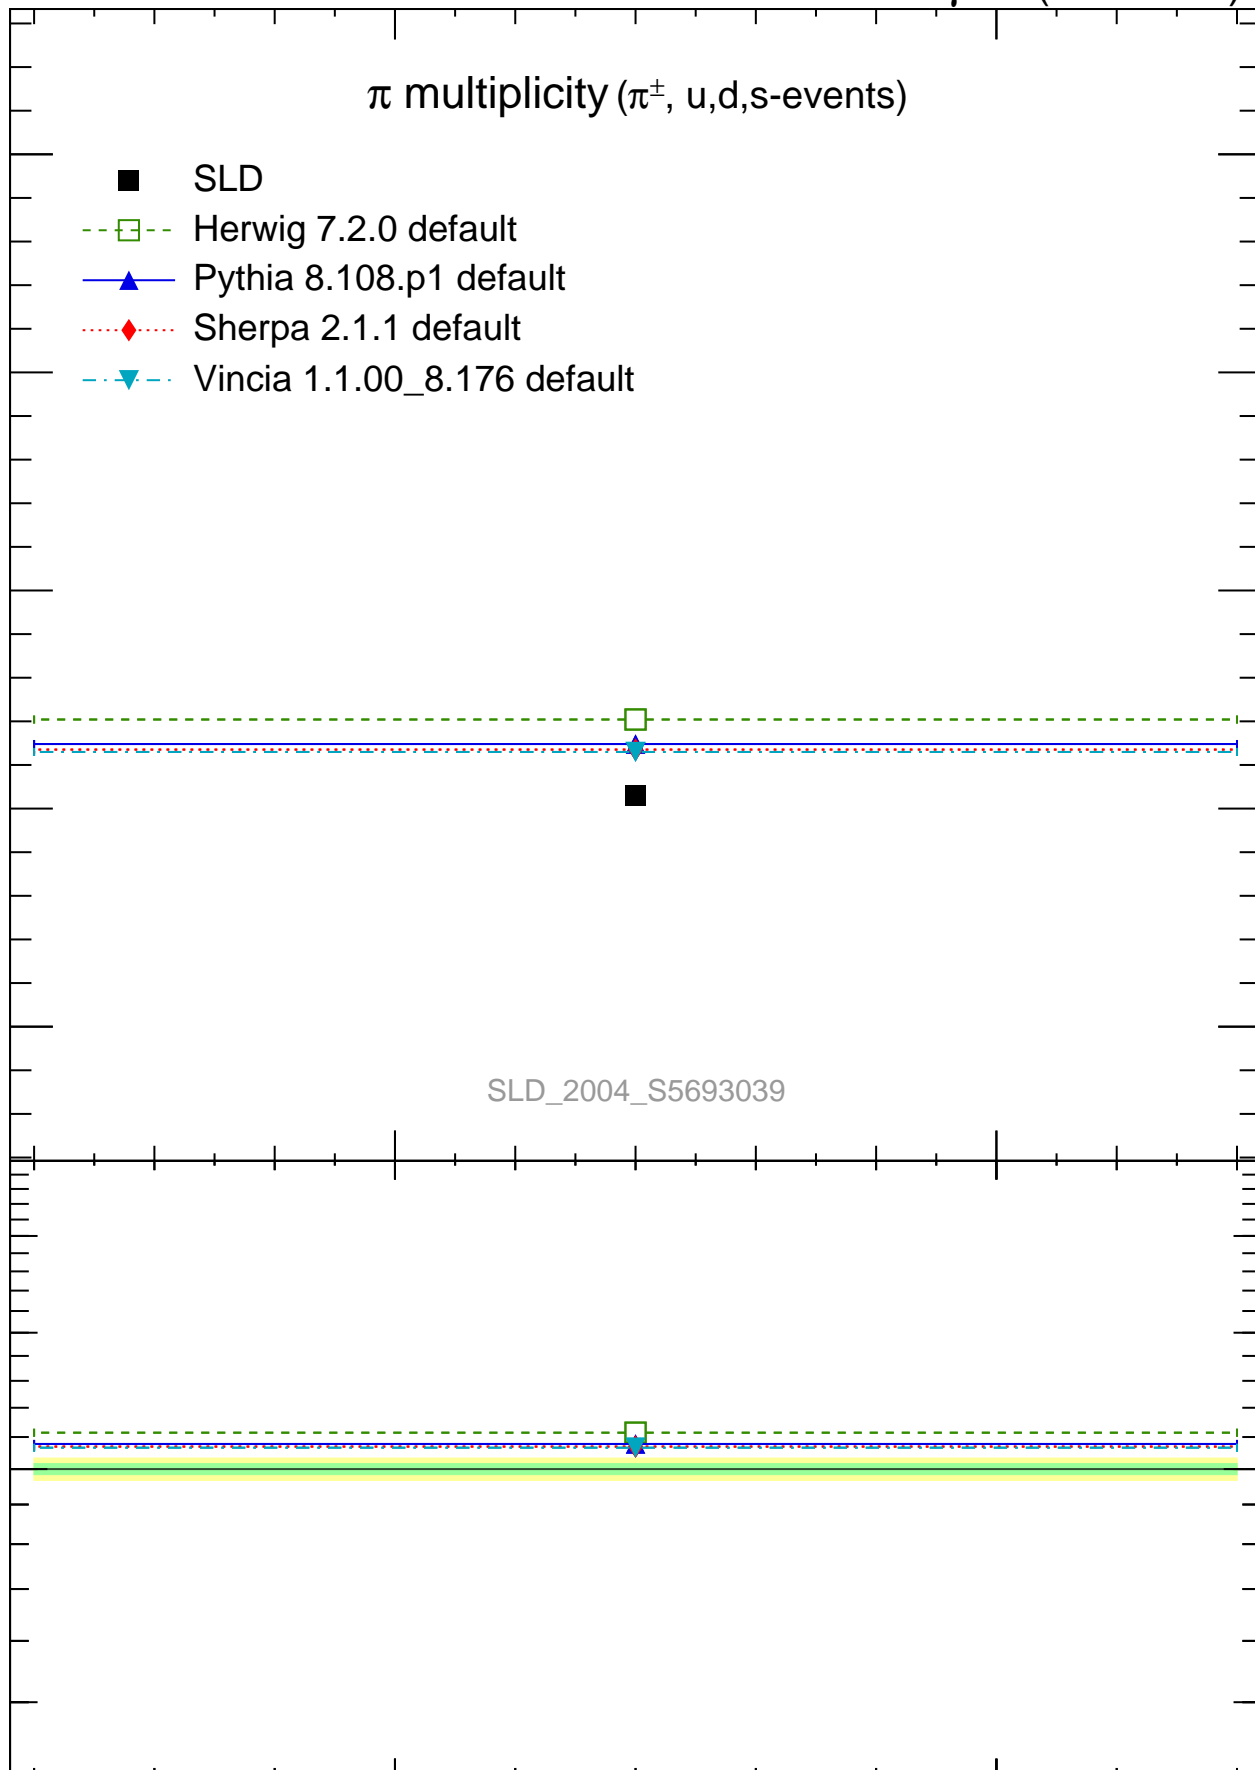 π multiplicity (π±, u,d,s-events)
SLD
Herwig 7.2.0 default
Pythia 8.108.p1 default
Sherpa 2.1.1 default
Vincia 1.1.00_8.176 default
SLD_2004_S5693039